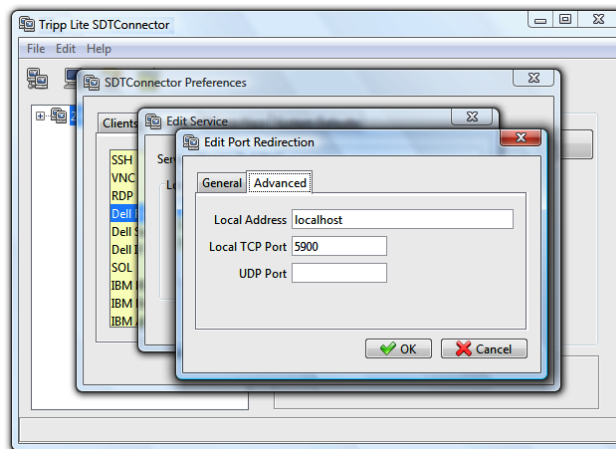 Tripp Lite SDTConnector
File Edit Help
SDTConnector Preferences
Clients
Edit Service
Edit Port Redirection
General Advanced
SSH
VNC
RDP
Dell
Dell
Dell
SOL
IBM
IBM
IBM
Local Address localhost
Local TCP Port 5900
UDP Port
OK Cancel